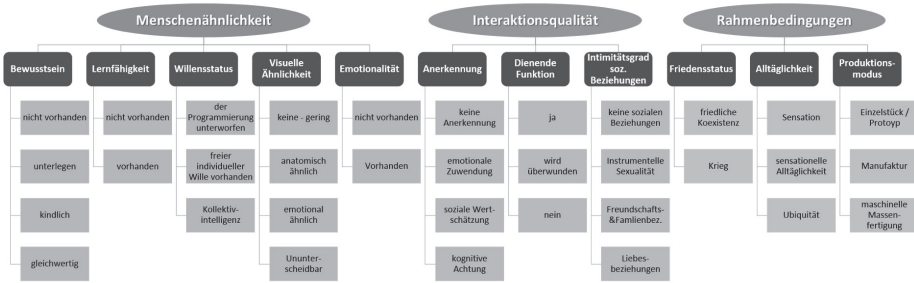 Menschenähnlichkeit
Bewusstsein
nicht vorhanden
unterlegen
kindlich
gleichwertig
Lernfähigkeit
nicht vorhanden
vorhanden
Willensstatus
der
Programmierung
unterworfen
freier
individueller
Wille vorhanden
Kollektiv-
intelligenz
Visuelle
Ähnlichkeit
keine - gering
anatomisch
ähnlich
emotional
ähnlich
Ununter-
scheidbar
Emotionalität
nicht vorhanden
Vorhanden
Interaktionsqualität
Anerkennung
keine
Anerkennung
emotionale
Zuwendung
soziale Wert-
schätzung
kognitive
Achtung
Dienende
Funktion
ja
wird
überwunden
nein
Intimitätsgrad
soz.
Beziehungen
keine sozialen
Beziehungen
Instrumentelle
Sexualität
Freundschafts-
&Familenbez.
Liebes-
beziehungen
Rahmenbedingungen
Friedensstatus
friedliche
Koexistenz
Krieg
Alltäglichkeit
Sensation
sensationelle
Alltäglichkeit
Ubiquität
Produktions-
modus
Einzelstück /
Protoyp
Manufaktur
maschinelle
Massen-
fertigung